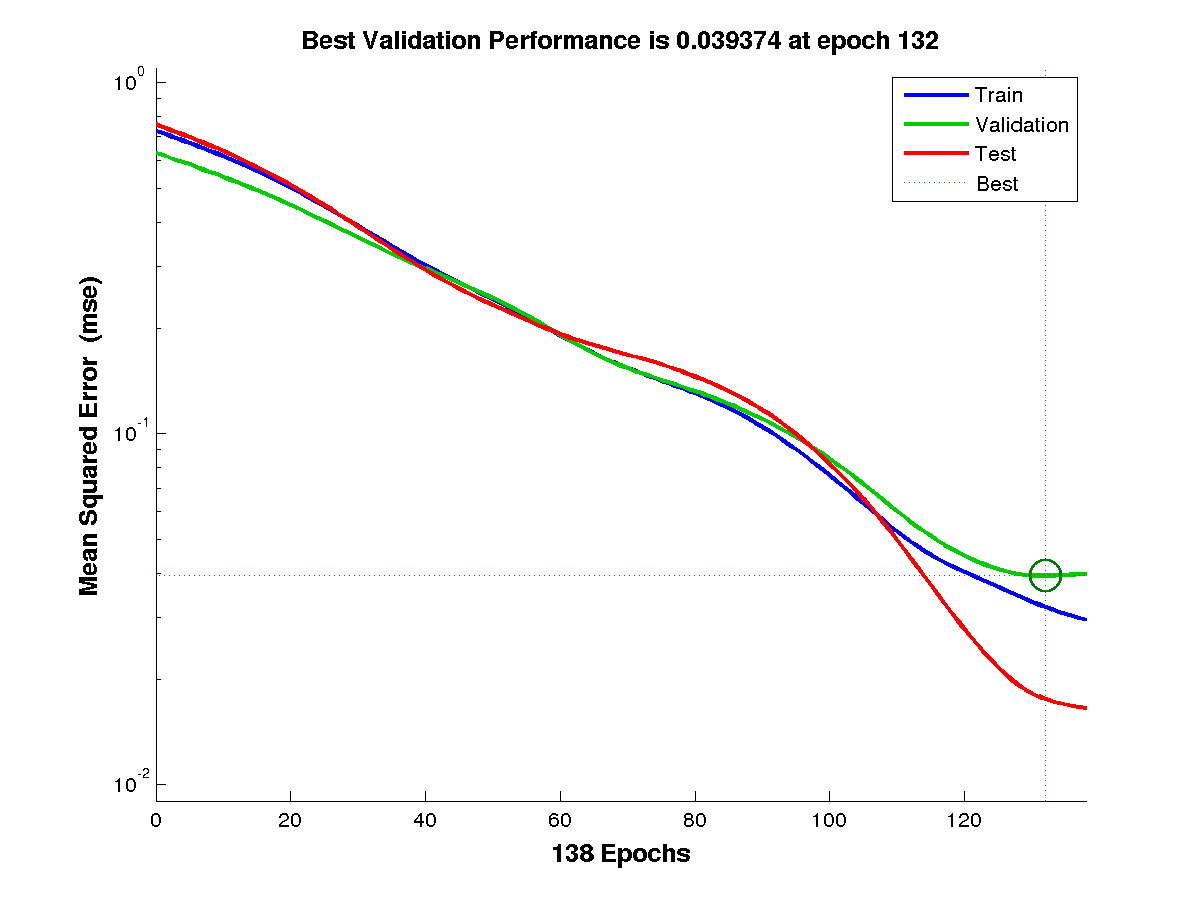 Best Validation Performance is 0.039374 at epoch 132
Train
Validation
Test
Best
10^0
10^-1
10^-2
Mean Squared Error (mse)
0 20 40 60 80 100 120
138 Epochs